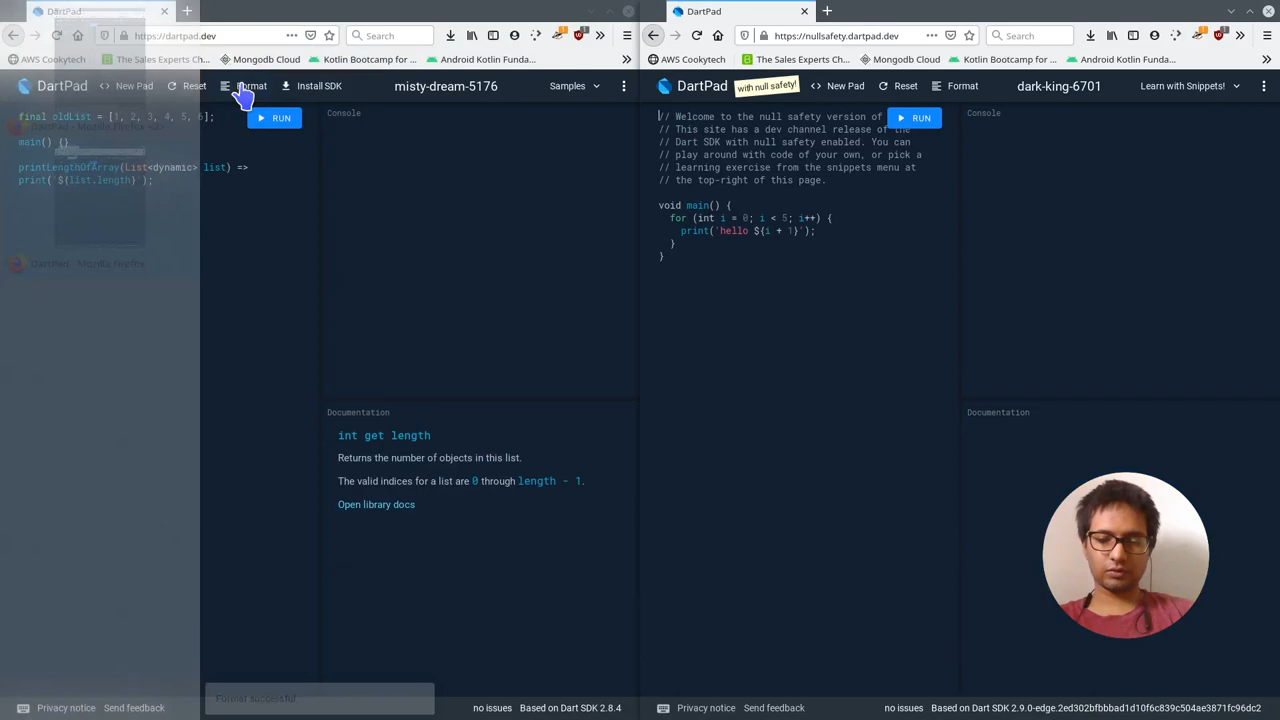 DartPad
DartPad
https://dartpad.dev
Search
https://nullsafety.dartpad.dev
Search
AWS Cookytech
The Sales Experts Ch...
Mongodb Cloud
Kotlin Bootcamp for ...
Android Kotlin Funda...
AWS Cookytech
The Sales Experts Ch...
Mongodb Cloud
Kotlin Bootcamp for ...
Android Kotlin Funda...
DartPad
New Pad
Reset
Format
Install SDK
misty-dream-5176
Samples
DartPad
with null safety!
New Pad
Reset
Format
dark-king-6701
Learn with Snippets!
final oldList = [1, 2, 3, 4, 5, 6];
main() {}
printLengthOfArray(List<dynamic> list) =>
print(`${list.length}`);
RUN
DartPad - Mozilla Firefox
DartPad - Mozilla Firefox
Console
Documentation
int get length
Returns the number of objects in this list.
The valid indices for a list are 0 through length - 1.
Open library docs
// Welcome to the null safety version of
// This site has a dev channel release of the
// Dart SDK with null safety enabled. You can
// play around with code of your own, or pick a
// learning exercise from the snippets menu at
// the top-right of this page.
void main() {
for (int i = 0; i < 5; i++) {
print('hello ${i + 1}');
}
}
RUN
Console
Documentation
Format successful
Privacy notice
Send feedback
no issues
Based on Dart SDK 2.8.4
Privacy notice
Send feedback
no issues
Based on Dart SDK 2.9.0-edge.2ed302bfbbbad1d10f6c839c504ae3871fc96dc2